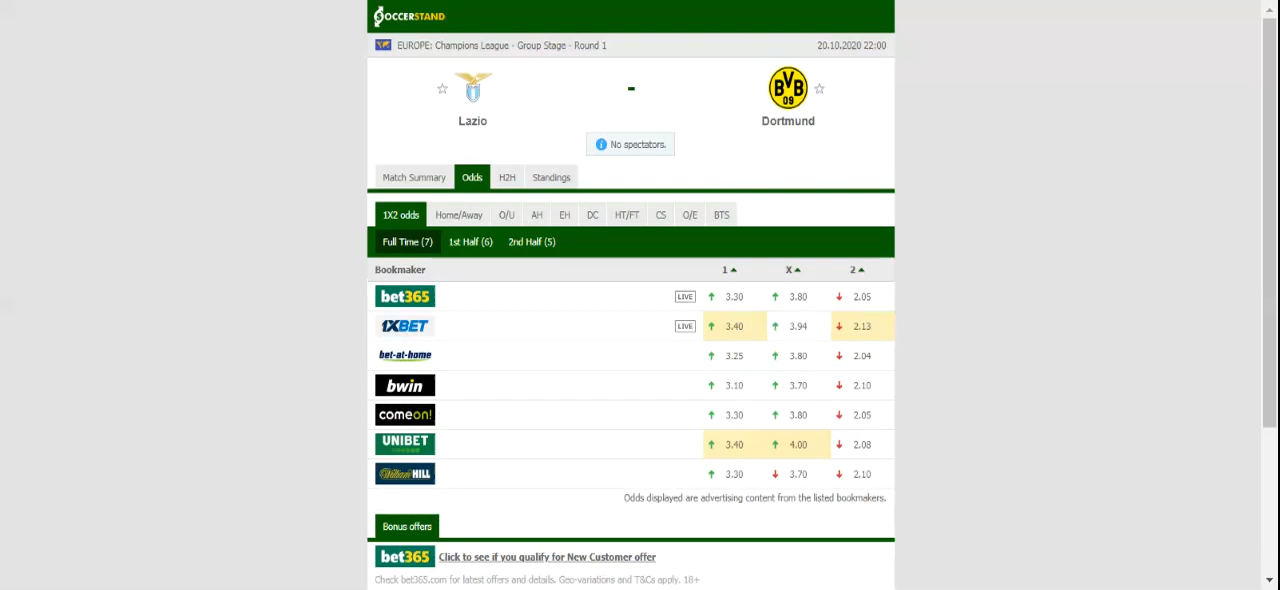 SOCCERSTAND
EUROPE: Champions League - Group Stage - Round 1 20.10.2020 22:00
BVB 09
-
Lazio Dortmund
No spectators.
Match Summary Odds H2H Standings
1X2 odds Home/Away O/U AH EH DC HT/FT CS O/E BTS
Full Time (7) 1st Half (6) 2nd Half (5)
Bookmaker 1 X 2
bet365 LIVE 3.30 3.80 2.05
1XBET LIVE 3.40 3.94 2.13
bet-at-home 3.25 3.80 2.04
bwin 3.10 3.70 2.10
comeon! 3.30 3.80 2.05
UNIBET 3.40 4.00 2.08
William HILL 3.30 3.70 2.10
Odds displayed are advertising content from the listed bookmakers.
Bonus offers
bet365 Click to see if you qualify for New Customer offer
Check bet365.com for latest offers and details. Geo-variations and T&Cs apply. 18+